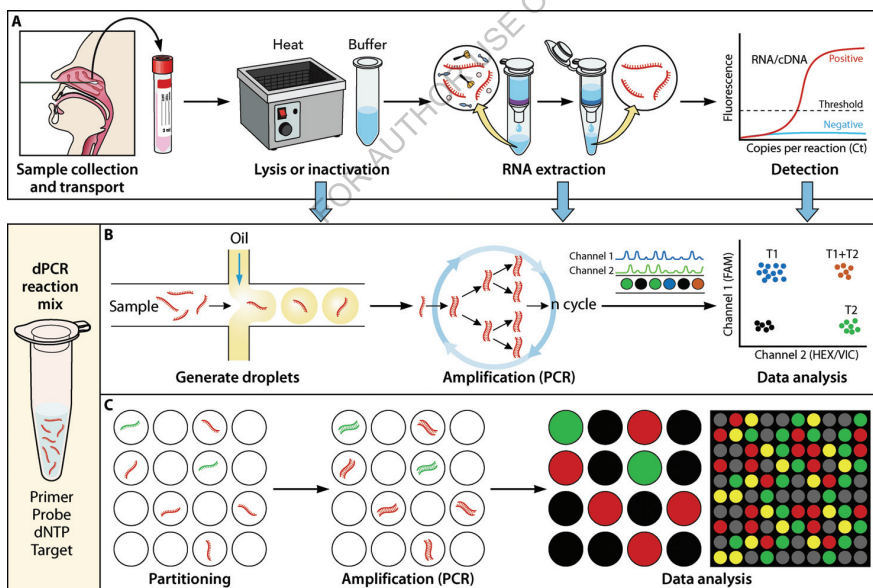 FOR AUTHOR USE O
A
Heat
Buffer
Sample collection
and transport
Lysis or inactivation
RNA extraction
Fluorescence
RNA/cDNA
Positive
Threshold
Negative
Copies per reaction (Ct)
Detection
dPCR
reaction
mix
Primer
Probe
dNTP
Target
B
Oil
Sample
Generate droplets
n cycle
Amplification (PCR)
Channel 1
Channel 2
Channel 1 (FAM)
T1
T1+T2
T2
Channel 2 (HEX/VIC)
Data analysis
C
Partitioning
Amplification (PCR)
Data analysis